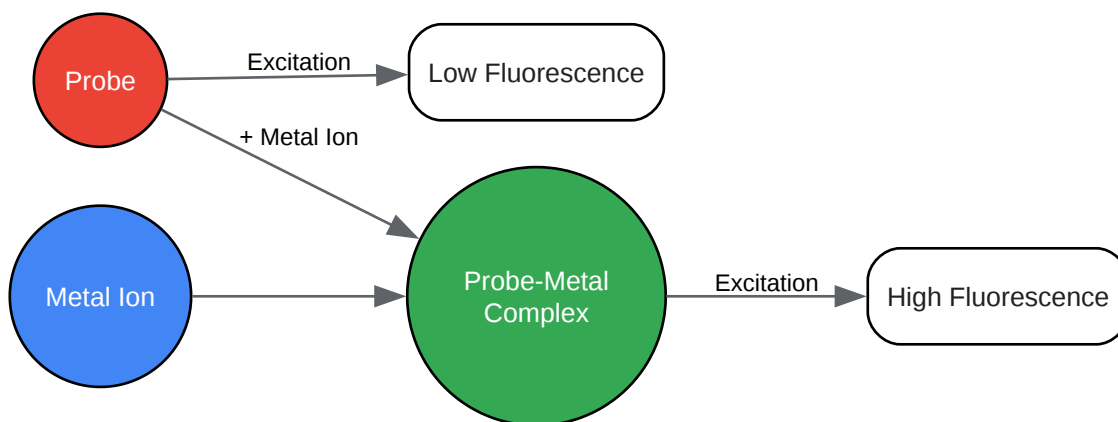 Probe
Excitation
Low Fluorescence
+ Metal Ion
Metal Ion
Probe-Metal
Complex
Excitation
High Fluorescence